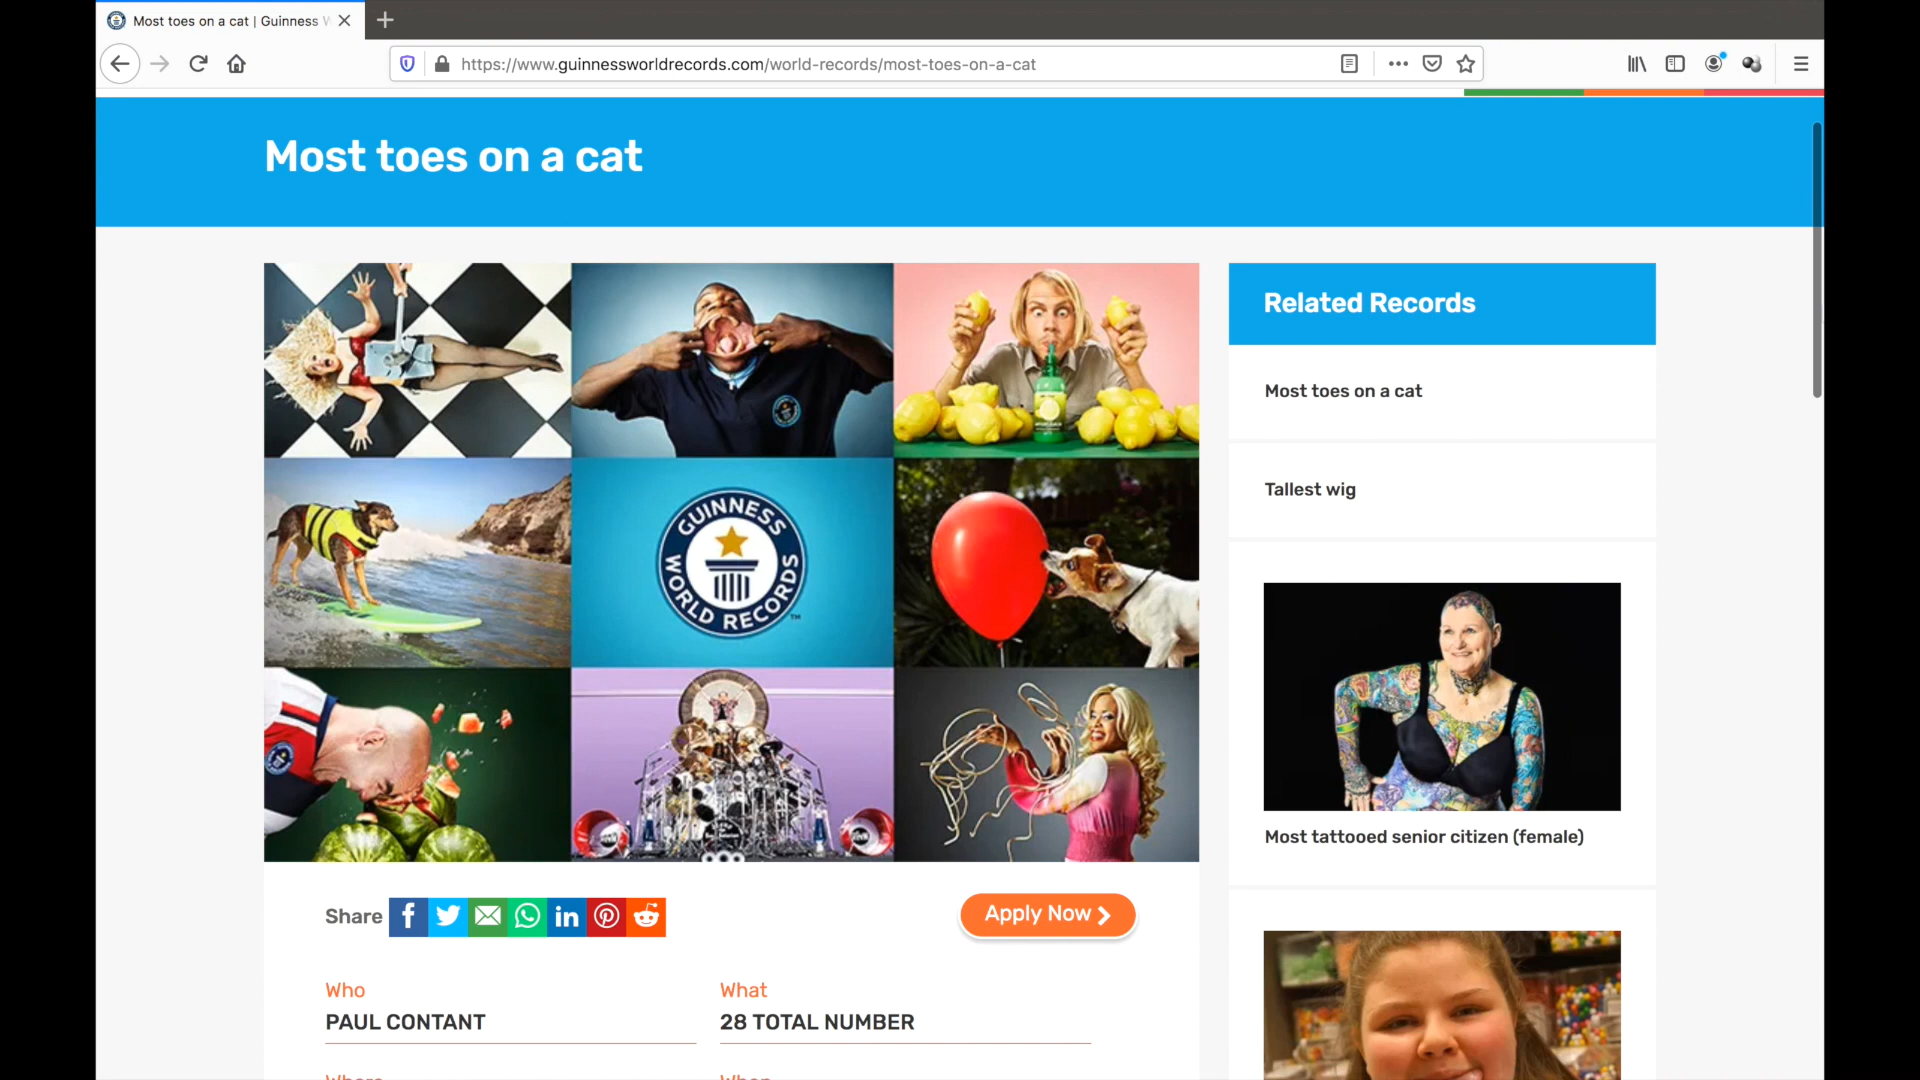 Most toes on a cat | Guinness W
https://www.guinnessworldrecords.com/world-records/most-toes-on-a-cat
Most toes on a cat
GUINNESS
WORLD RECORDS
™
Share
Apply Now
Who
PAUL CONTANT
What
28 TOTAL NUMBER
Where
When
Related Records
Most toes on a cat
Tallest wig
Most tattooed senior citizen (female)